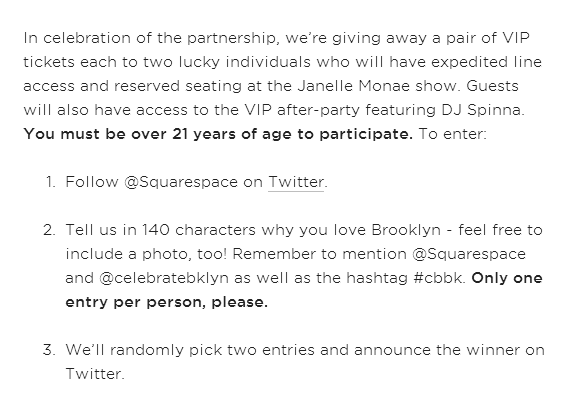 In celebration of the partnership, we’re giving away a pair of VIP
tickets each to two lucky individuals who will have expedited line
access and reserved seating at the Janelle Monae show. Guests
will also have access to the VIP after-party featuring DJ Spinna.
You must be over 21 years of age to participate. To enter:
1. Follow @Squarespace on Twitter.
2. Tell us in 140 characters why you love Brooklyn - feel free to
include a photo, too! Remember to mention @Squarespace
and @celebratebklyn as well as the hashtag #cbbk. Only one
entry per person, please.
3. We’ll randomly pick two entries and announce the winner on
Twitter.